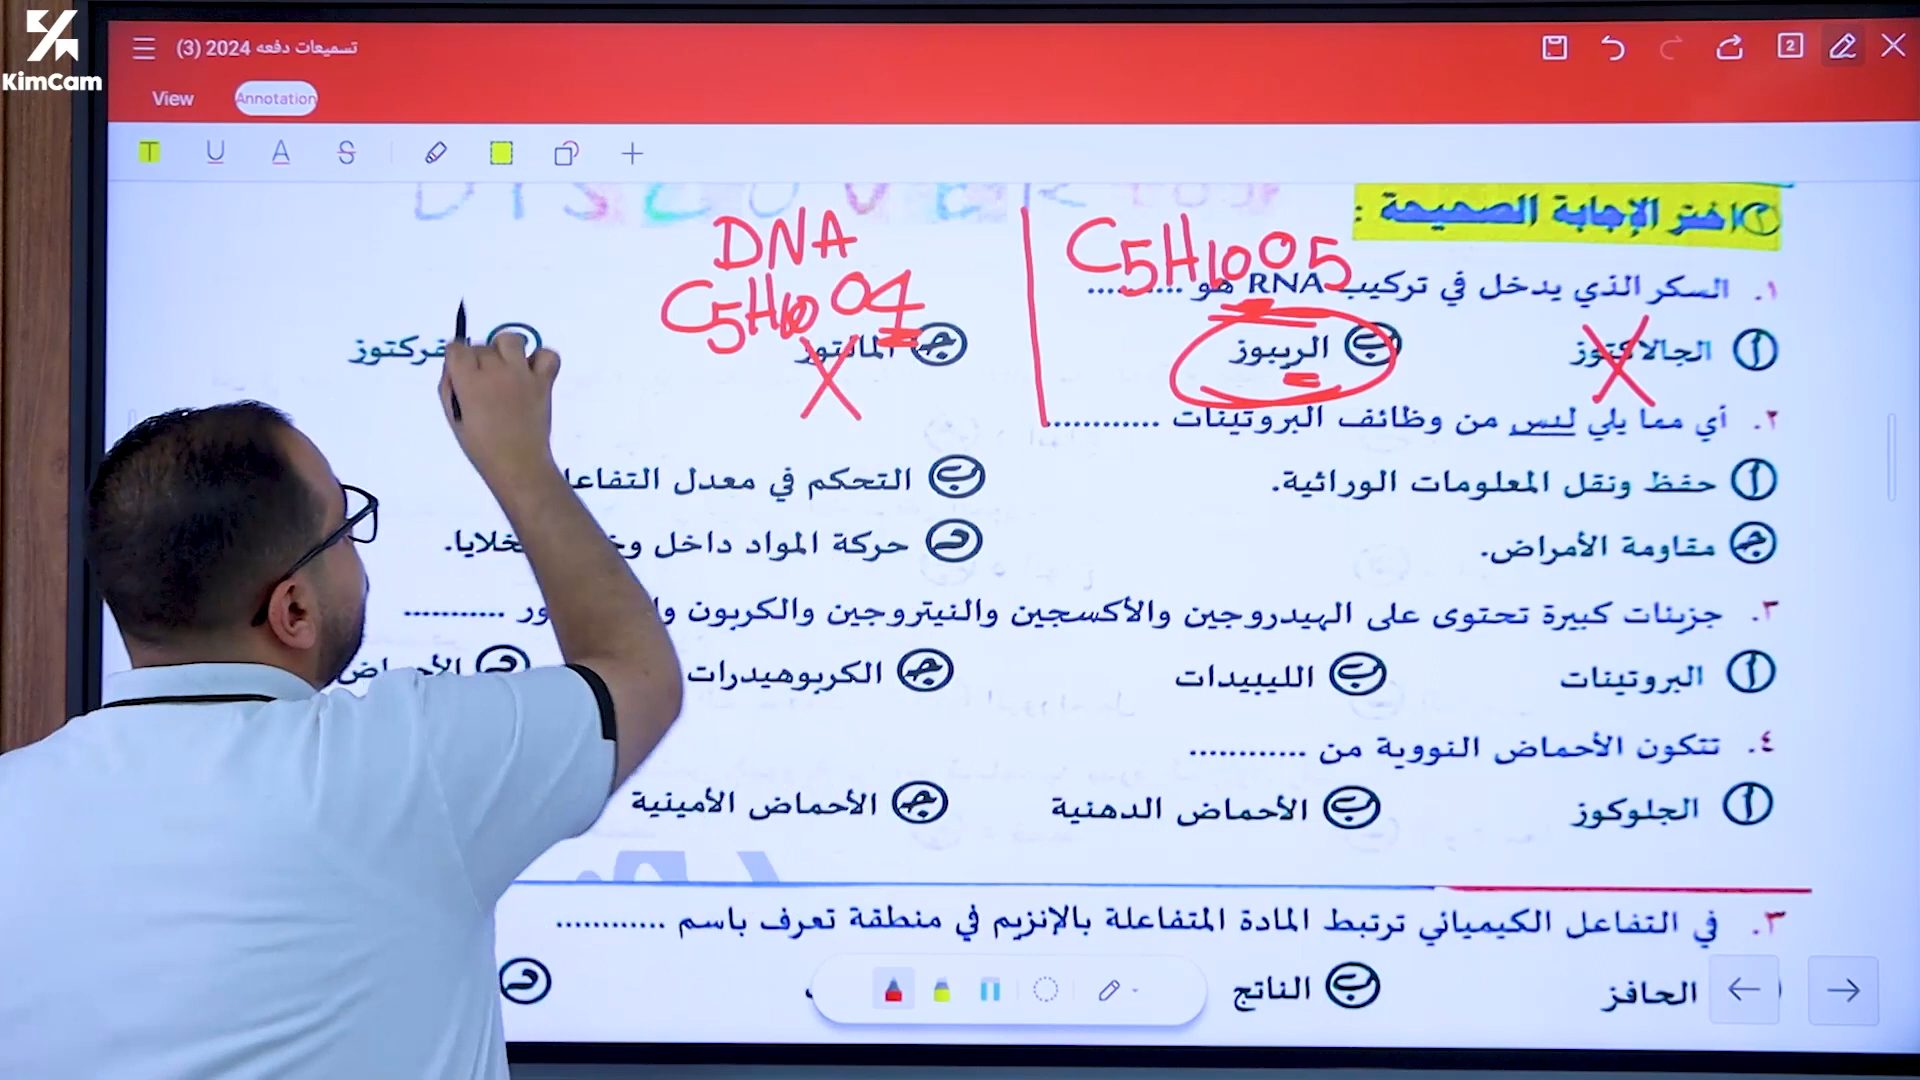 KimCam
تسميعات دفعه 2024 (3)
View Annotation
T U A S
DISCOVER
٢ اختر الإجابة الصحيحة :
DNA
C5H10O4
C5H10O5
١. السكر الذي يدخل في تركيب RNA هو ..........
أ الجالاكتوز ب الريبوز ج المالتوز د الفركتوز
٢. أي مما يلي ليس من وظائف البروتينات ............
أ حفظ ونقل المعلومات الوراثية. ب التحكم في معدل
ج مقاومة الأمراض. د حركة المواد داخل
٣. جزيئات كبيرة تحتوى على الهيدروجين والأكسجين والنيتروجين والكربون ...........
أ البروتينات ب الليبيدات ج الكربوهيدرات د
٤. تتكون الأحماض النووية من ............
أ الجلوكوز ب الأحماض الدهنية ج الأحماض الأمينية
٣. في التفاعل الكيميائي ترتبط المادة المتفاعلة بالإنزيم في منطقة تعرف باسم ............
الحافز ب الناتج د